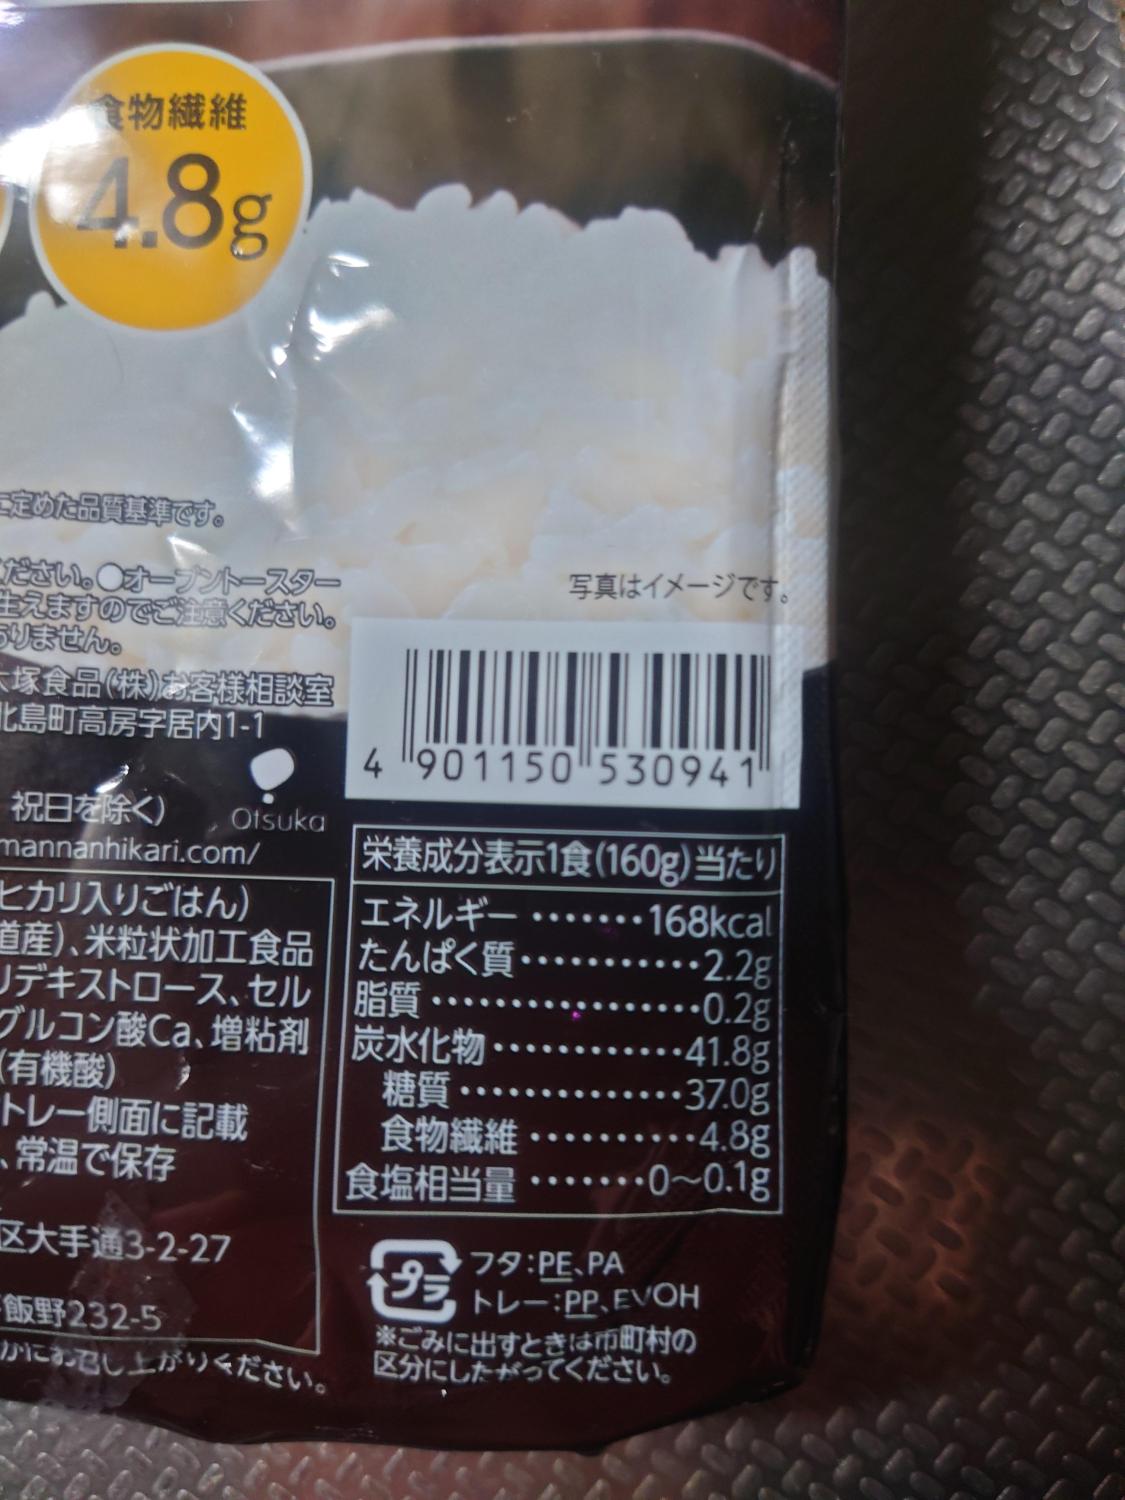 食物繊維
4.8g
に定めた品質基準です。
ださい。●オーブントースター
生えますのでご注意ください。
ありません。
写真はイメージです。
大塚食品(株)お客様相談室
北島町高房字居内1-1
4 901150 530941
祝日を除く)
Otsuka
mannanhikari.com/
ヒカリ入りごはん)
道産)、米粒状加工食品
リデキストロース、セル
グルコン酸Ca、増粘剤
(有機酸)
トレー側面に記載
、常温で保存
区大手通3-2-27
飯野232-5
かにお召し上がりください。
栄養成分表示1食(160g)当たり
エネルギー ・・・・・・・168kcal
たんぱく質・・・・・・・・・・・2.2g
脂質 ・・・・・・・・・・・・・・・0.2g
炭水化物・・・・・・・・・・・41.8g
糖質・・・・・・・・・・・・・37.0g
食物繊維 ・・・・・・・・・・4.8g
食塩相当量 ・・・・・・・0～0.1g
プラ
フタ:PE、PA
トレー:PP、EVOH
※ごみに出すときは市町村の
区分にしたがってください。